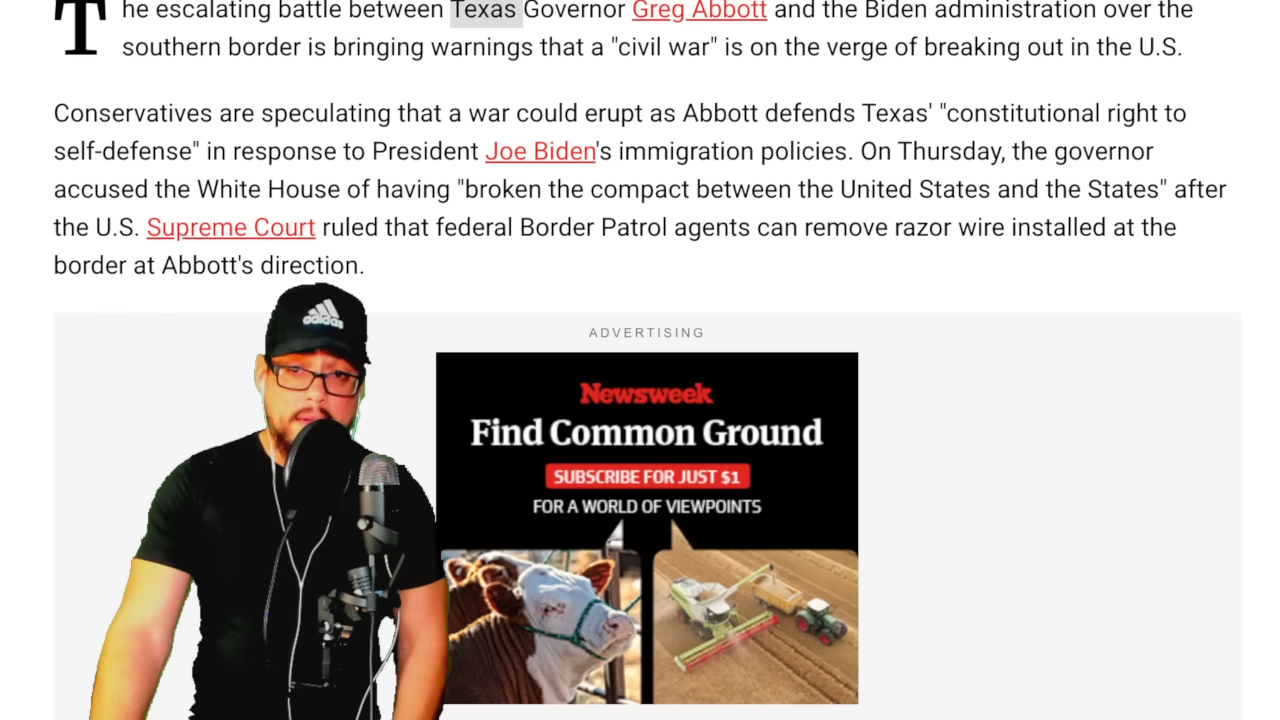 The escalating battle between Texas Governor Greg Abbott and the Biden administration over the
southern border is bringing warnings that a "civil war" is on the verge of breaking out in the U.S.
Conservatives are speculating that a war could erupt as Abbott defends Texas' "constitutional right to
self-defense" in response to President Joe Biden's immigration policies. On Thursday, the governor
accused the White House of having "broken the compact between the United States and the States" after
the U.S. Supreme Court ruled that federal Border Patrol agents can remove razor wire installed at the
border at Abbott's direction.
ADVERTISING
adidas
Newsweek
Find Common Ground
SUBSCRIBE FOR JUST $1
FOR A WORLD OF VIEWPOINTS